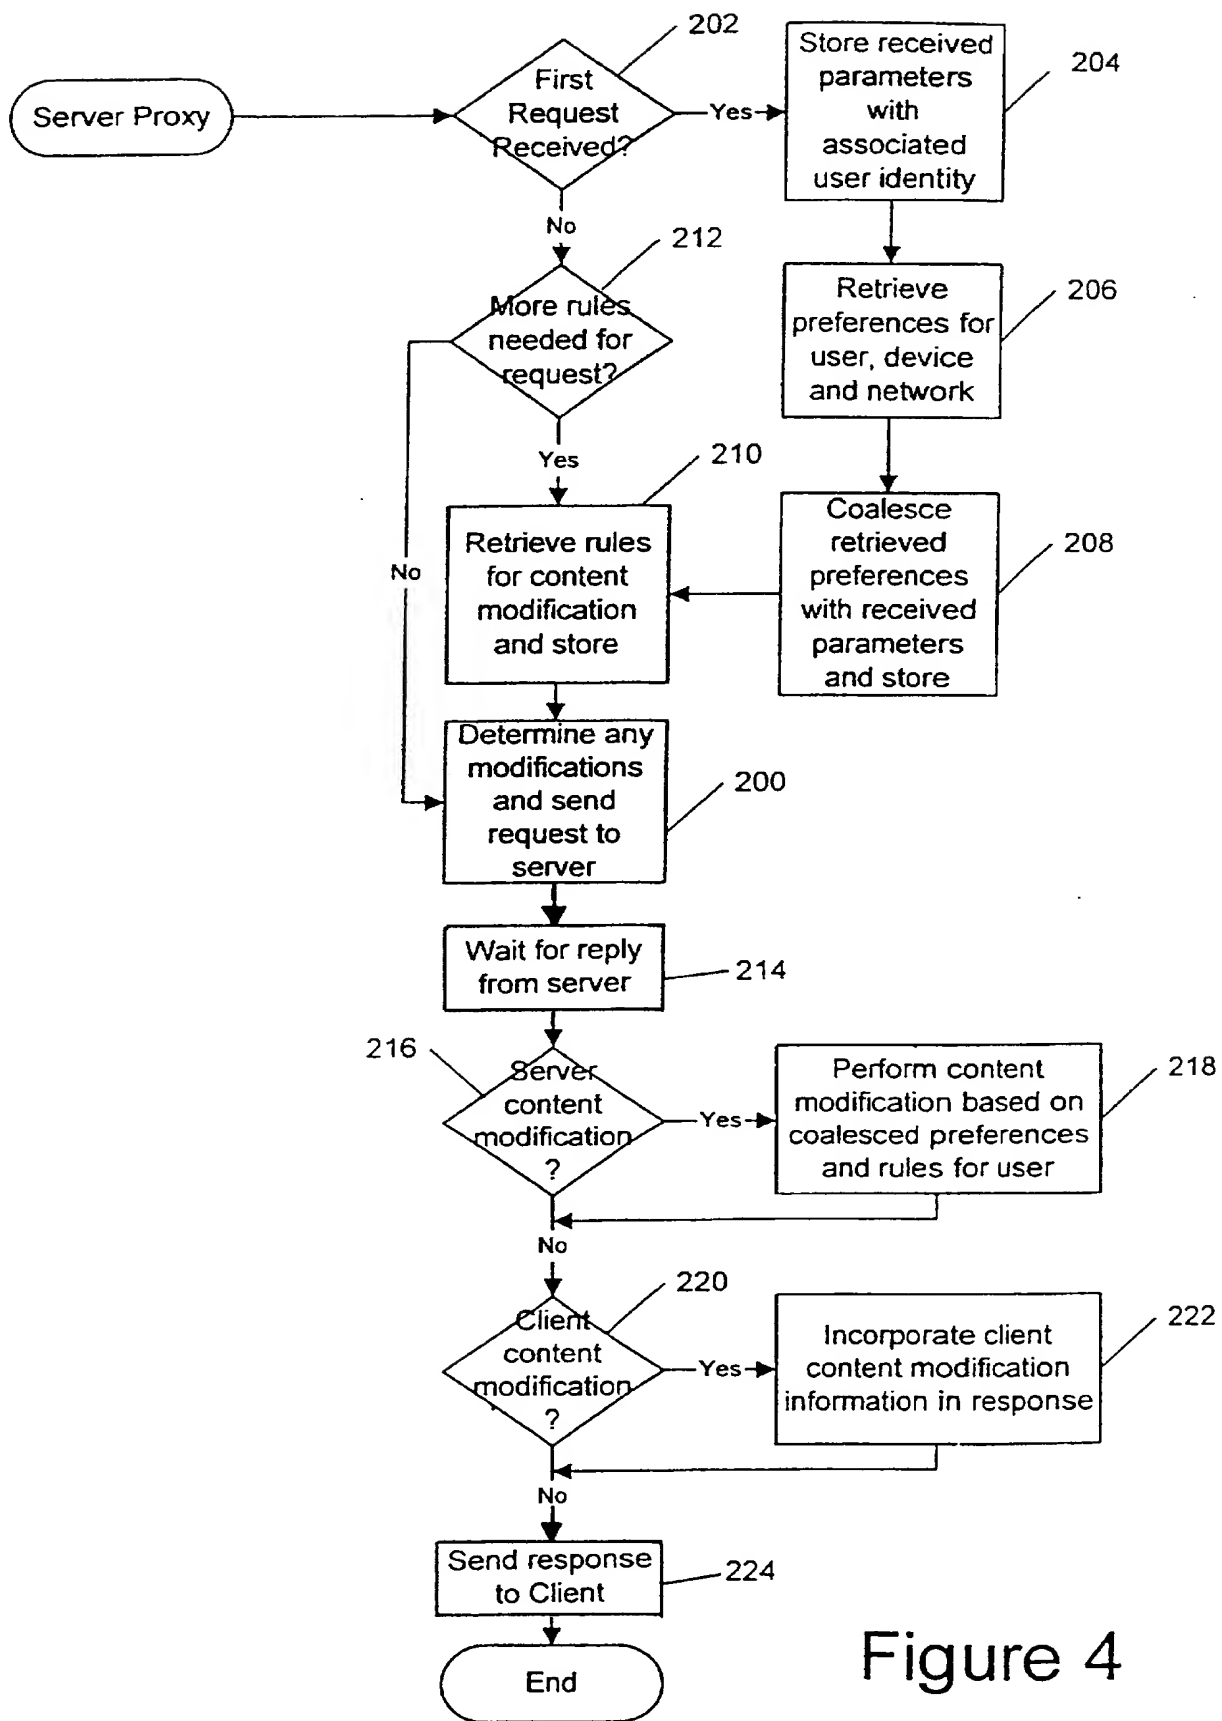 Server Proxy
First
Request
Received?
202
Yes
Store received
parameters
with
associated
user identity
204
No
212
More rules
needed for
request?
Retrieve
preferences for
user, device
and network
206
Yes
210
No
Retrieve rules
for content
modification
and store
Coalesce
retrieved
preferences
with received
parameters
and store
208
Determine any
modifications
and send
request to
server
200
Wait for reply
from server
214
216
Server
content
modification
?
Yes
Perform content
modification based on
coalesced preferences
and rules for user
218
No
220
Client
content
modification
?
Yes
Incorporate client
content modification
information in response
222
No
Send response
to Client
224
End
Figure 4